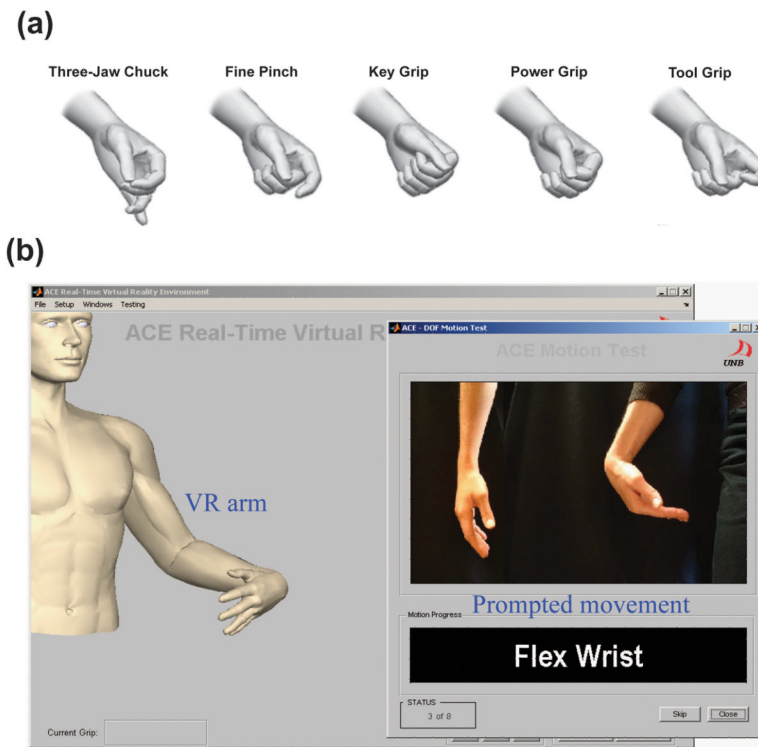 (a)
Three-Jaw Chuck Fine Pinch Key Grip Power Grip Tool Grip
(b)
ACE Real-Time Virtual Reality Environment
File Setup Windows Testing
ACE Real-Time Virtual R
ACE - DOF Motion Test
ACE Motion Test
UNB
VR arm
Prompted movement
Motion Progress
Flex Wrist
STATUS
3 of 8
Skip Close
Current Grip: